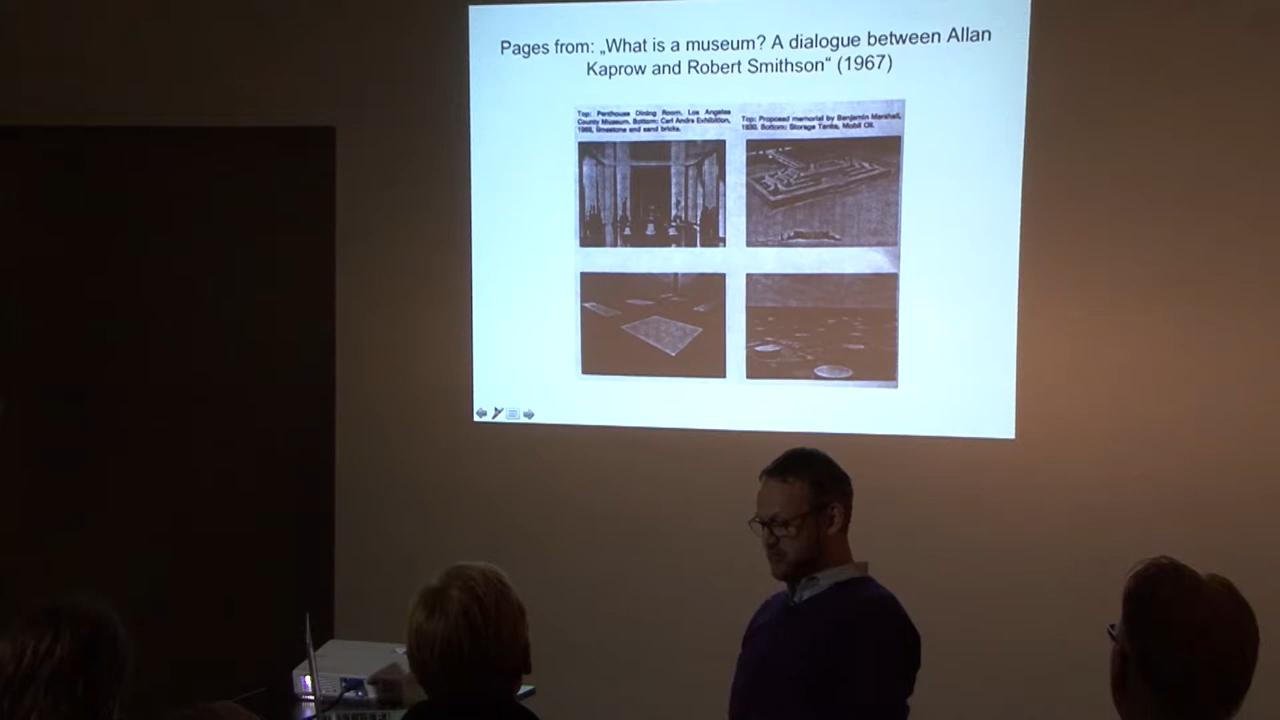 Pages from: „What is a museum? A dialogue between Allan
Kaprow and Robert Smithson“ (1967)
Top: Penthouse Dining Room, Los Angeles
County Museum. Bottom: Carl Andre Exhibition,
1968, limestone and sand bricks.
Top: Proposed memorial by Benjamin Marshall,
1930. Bottom: Storage Tanks, Mobil Oil.